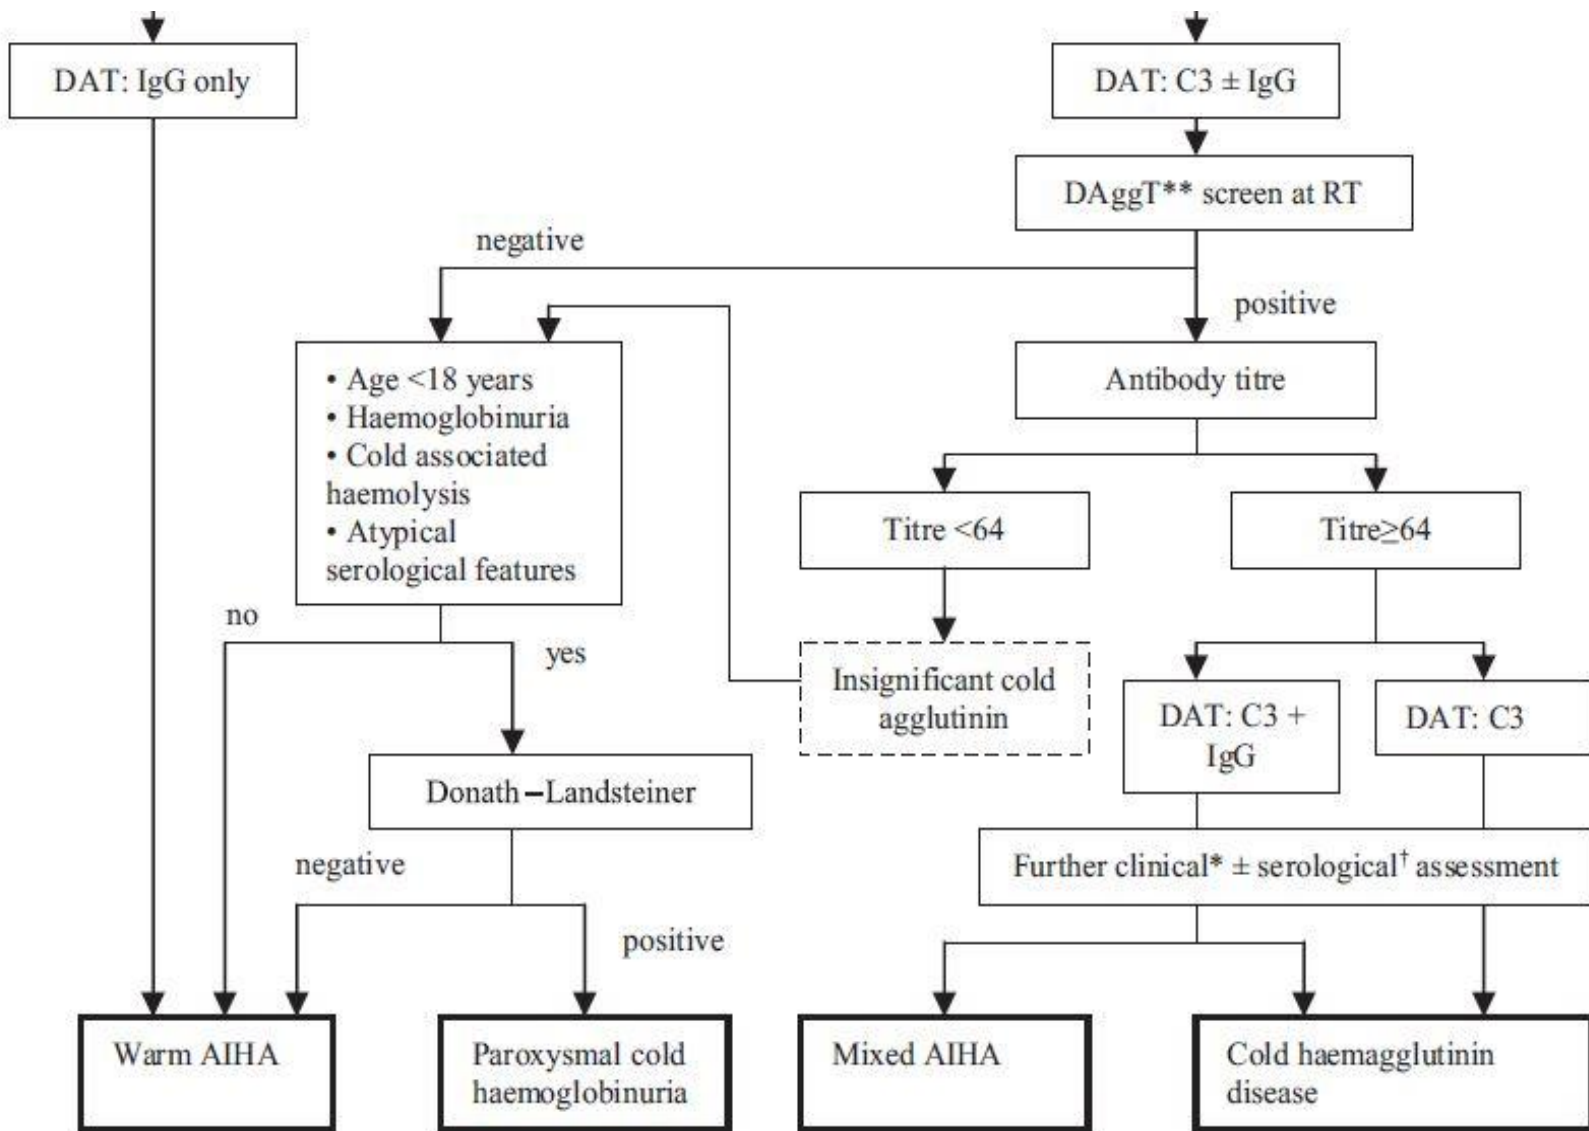 DAT: IgG only
DAT: C3 ± IgG
DAggT** screen at RT
negative
positive
• Age <18 years
• Haemoglobinuria
• Cold associated
haemolysis
• Atypical
serological features
Antibody titre
Titre <64
Titre≥64
no
yes
Insignificant cold
agglutinin
DAT: C3 +
IgG
DAT: C3
Donath–Landsteiner
negative
positive
Further clinical* ± serological† assessment
Warm AIHA
Paroxysmal cold
haemoglobinuria
Mixed AIHA
Cold haemagglutinin
disease